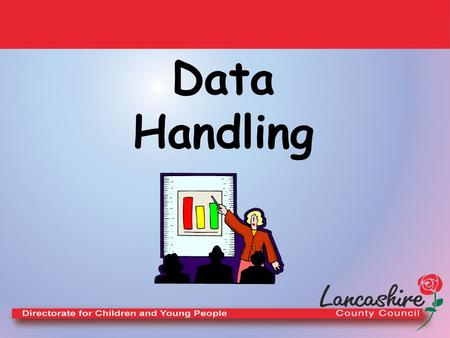 Data
Handling
Lancashire
Directorate for Children and Young People
County Council